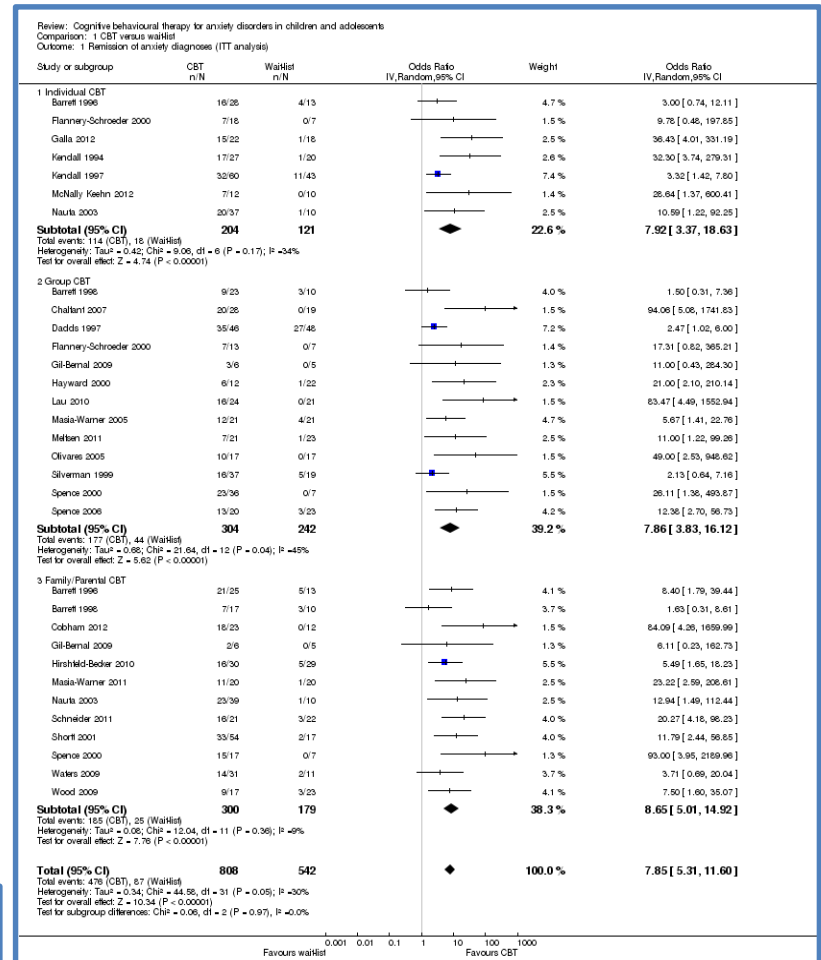 Review: Cognitive behavioural therapy for anxiety disorders in children and adolescents
Comparison: 1 CBT versus waitlist
Outcome: 1 Remission of anxiety diagnoses (ITT analysis)
Study or subgroup CBT Waitlist Odds Ratio Weight Odds Ratio
n/N n/N IV,Random,95% CI IV,Random,95% CI
1 Individual CBT
Barrett 1996 16/28 4/13 4.7 % 3.00 [ 0.74, 12.11 ]
Flannery-Schroeder 2000 7/18 0/7 1.5 % 9.78 [ 0.48, 197.85 ]
Galla 2012 15/22 1/18 2.5 % 36.43 [ 4.01, 331.19 ]
Kendall 1994 17/27 1/20 2.6 % 32.30 [ 3.74, 279.31 ]
Kendall 1997 32/60 11/43 7.4 % 3.32 [ 1.42, 7.80 ]
McNally Keehn 2012 7/12 0/10 1.4 % 28.64 [ 1.37, 600.41 ]
Nauta 2003 20/37 1/10 2.5 % 10.59 [ 1.22, 92.25 ]
Subtotal (95% CI) 204 121 22.6 % 7.92 [ 3.37, 18.63 ]
Total events: 114 (CBT), 18 (Waitlist)
Heterogeneity: Tau² = 0.42; Chi² = 9.06, df = 6 (P = 0.17); I² =34%
Test for overall effect: Z = 4.74 (P < 0.00001)
2 Group CBT
Barrett 1998 9/23 3/10 4.0 % 1.50 [ 0.31, 7.36 ]
Chalfant 2007 20/28 0/19 1.5 % 94.06 [ 5.08, 1741.83 ]
Dadds 1997 35/46 27/48 7.2 % 2.47 [ 1.02, 6.00 ]
Flannery-Schroeder 2000 7/13 0/7 1.4 % 17.31 [ 0.82, 365.21 ]
Gil-Bernal 2009 3/6 0/5 1.3 % 11.00 [ 0.43, 284.30 ]
Hayward 2000 6/12 1/22 2.3 % 21.00 [ 2.10, 210.14 ]
Lau 2010 16/24 0/21 1.5 % 83.47 [ 4.49, 1552.94 ]
Masia-Warner 2005 12/21 4/21 4.7 % 5.67 [ 1.41, 22.76 ]
Melfsen 2011 7/21 1/23 2.5 % 11.00 [ 1.22, 99.26 ]
Olivares 2005 10/17 0/17 1.5 % 49.00 [ 2.53, 948.62 ]
Silverman 1999 16/37 5/19 5.5 % 2.13 [ 0.64, 7.16 ]
Spence 2000 23/36 0/7 1.5 % 26.11 [ 1.38, 493.87 ]
Spence 2006 13/20 3/23 4.2 % 12.38 [ 2.70, 56.73 ]
Subtotal (95% CI) 304 242 39.2 % 7.86 [ 3.83, 16.12 ]
Total events: 177 (CBT), 44 (Waitlist)
Heterogeneity: Tau² = 0.68; Chi² = 21.64, df = 12 (P = 0.04); I² =45%
Test for overall effect: Z = 5.62 (P < 0.00001)
3 Family/Parental CBT
Barrett 1996 21/25 5/13 4.1 % 8.40 [ 1.79, 39.44 ]
Barrett 1998 7/17 3/10 3.7 % 1.63 [ 0.31, 8.61 ]
Cobham 2012 18/23 0/12 1.5 % 84.09 [ 4.26, 1659.99 ]
Gil-Bernal 2009 2/6 0/5 1.3 % 6.11 [ 0.23, 162.73 ]
Hirshfeld-Becker 2010 16/30 5/29 5.5 % 5.49 [ 1.65, 18.23 ]
Masia-Warner 2011 11/20 1/20 2.5 % 23.22 [ 2.59, 208.61 ]
Nauta 2003 23/39 1/10 2.5 % 12.94 [ 1.49, 112.44 ]
Schneider 2011 16/21 3/22 4.0 % 20.27 [ 4.18, 98.23 ]
Shortt 2001 33/54 2/17 4.0 % 11.79 [ 2.44, 56.85 ]
Spence 2000 15/17 0/7 1.3 % 93.00 [ 3.95, 2189.96 ]
Waters 2009 14/31 2/11 3.7 % 3.71 [ 0.69, 20.04 ]
Wood 2009 9/17 3/23 4.1 % 7.50 [ 1.60, 35.07 ]
Subtotal (95% CI) 300 179 38.3 % 8.65 [ 5.01, 14.92 ]
Total events: 185 (CBT), 25 (Waitlist)
Heterogeneity: Tau² = 0.08; Chi² = 12.04, df = 11 (P = 0.36); I² =9%
Test for overall effect: Z = 7.76 (P < 0.00001)
Total (95% CI) 808 542 100.0 % 7.85 [ 5.31, 11.60 ]
Total events: 476 (CBT), 87 (Waitlist)
Heterogeneity: Tau² = 0.34; Chi² = 44.58, df = 31 (P = 0.05); I² =30%
Test for overall effect: Z = 10.34 (P < 0.00001)
Test for subgroup differences: Chi² = 0.06, df = 2 (P = 0.97), I² =0.0%
0.001 0.01 0.1 1 10 100 1000
Favours waitlist Favours CBT